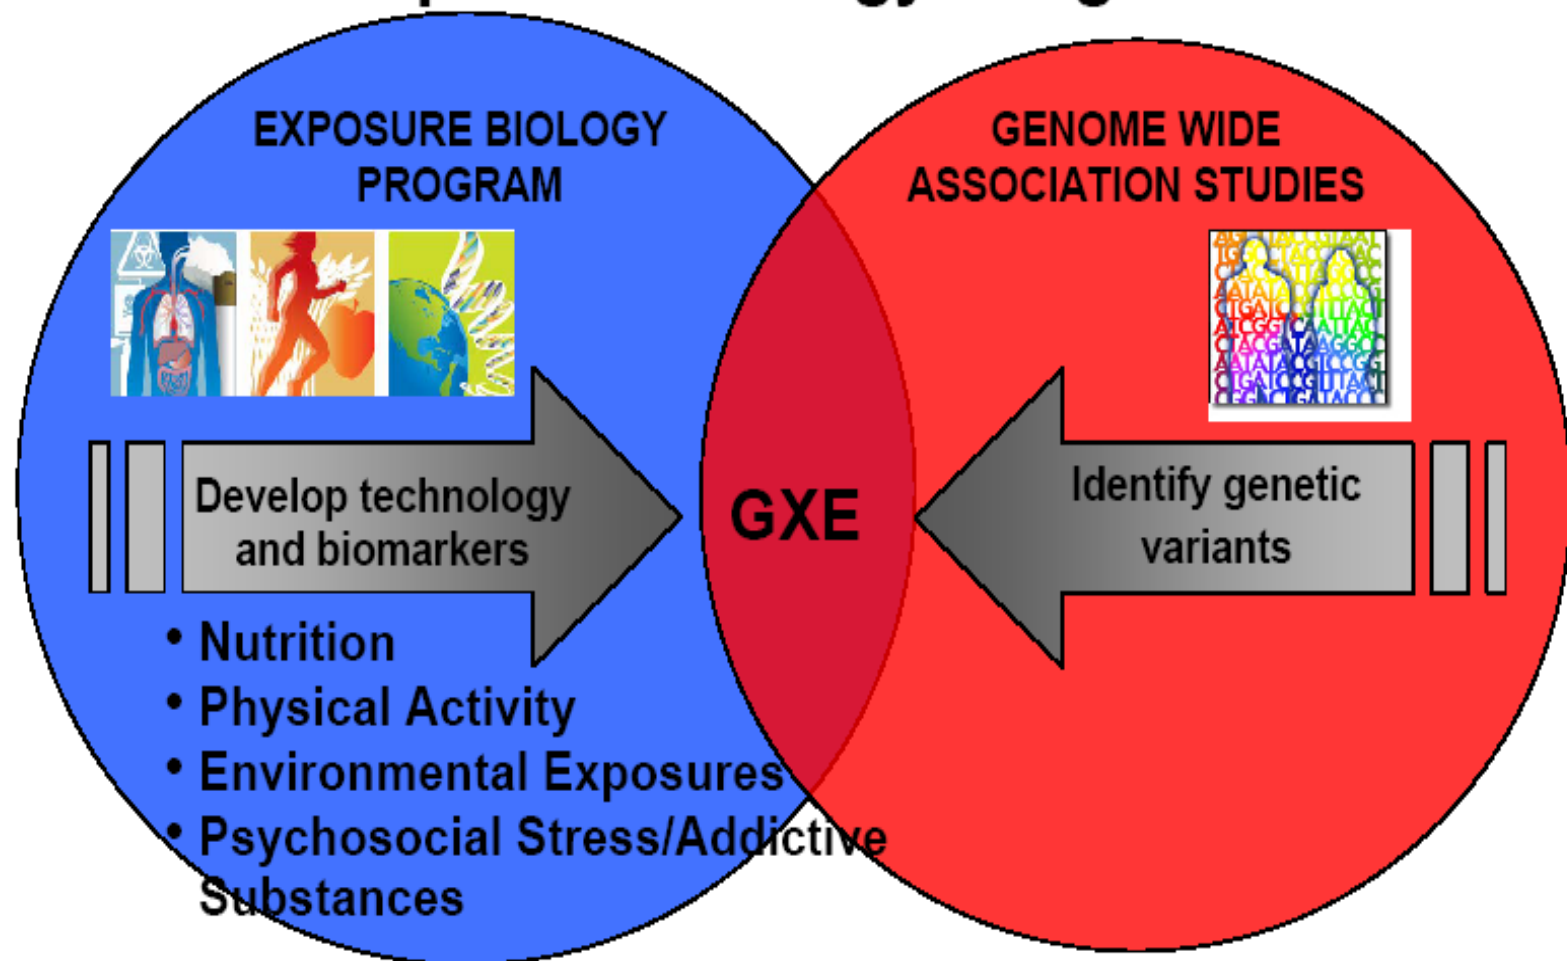 EXPOSURE BIOLOGY
PROGRAM
GENOME WIDE
ASSOCIATION STUDIES
Develop technology
and biomarkers
GXE
Identify genetic
variants
• Nutrition
• Physical Activity
• Environmental Exposures
• Psychosocial Stress/Addictive
Substances